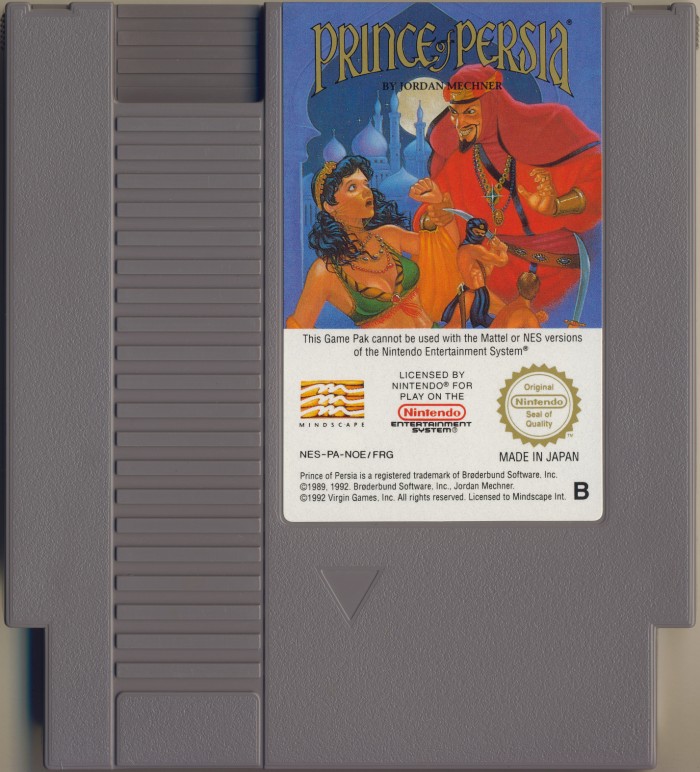 PRINCE of PERSIA®
BY JORDAN MECHNER
This Game Pak cannot be used with the Mattel or NES versions
of the Nintendo Entertainment System®
MINDSCAPE
LICENSED BY
NINTENDO® FOR
PLAY ON THE
Nintendo
ENTERTAINMENT
SYSTEM®
Original
Nintendo
Seal of
Quality
TM
NES-PA-NOE/FRG
MADE IN JAPAN
Prince of Persia is a registered trademark of Brøderbund Software, Inc.
©1989, 1992. Brøderbund Software, Inc., Jordan Mechner.
©1992 Virgin Games, Inc. All rights reserved. Licensed to Mindscape Int.
B